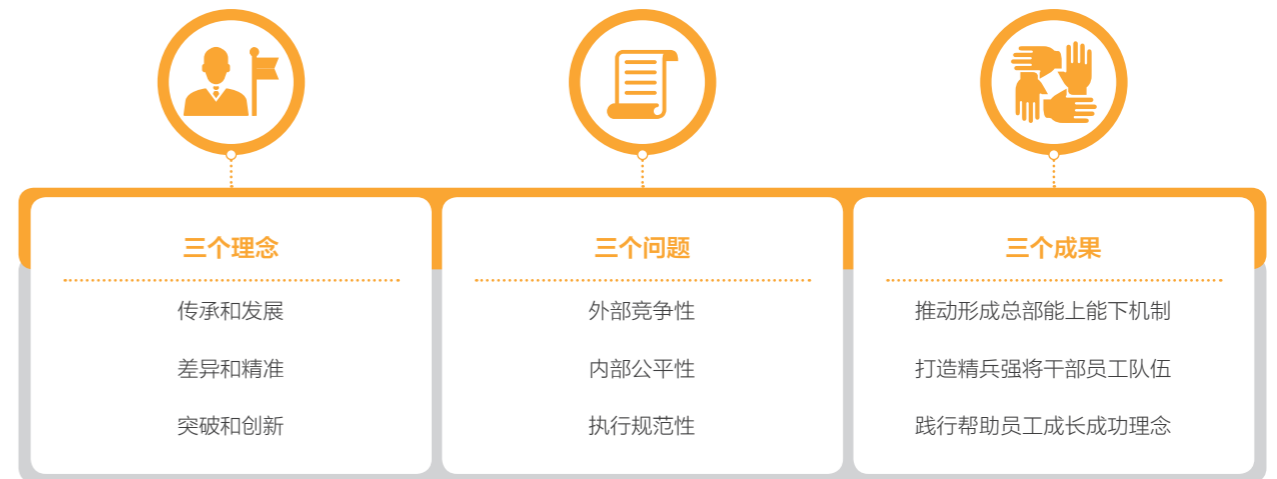 三个理念
传承和发展
差异和精准
突破和创新
三个问题
外部竞争性
内部公平性
执行规范性
三个成果
推动形成总部能上能下机制
打造精兵强将干部员工队伍
践行帮助员工成长成功理念